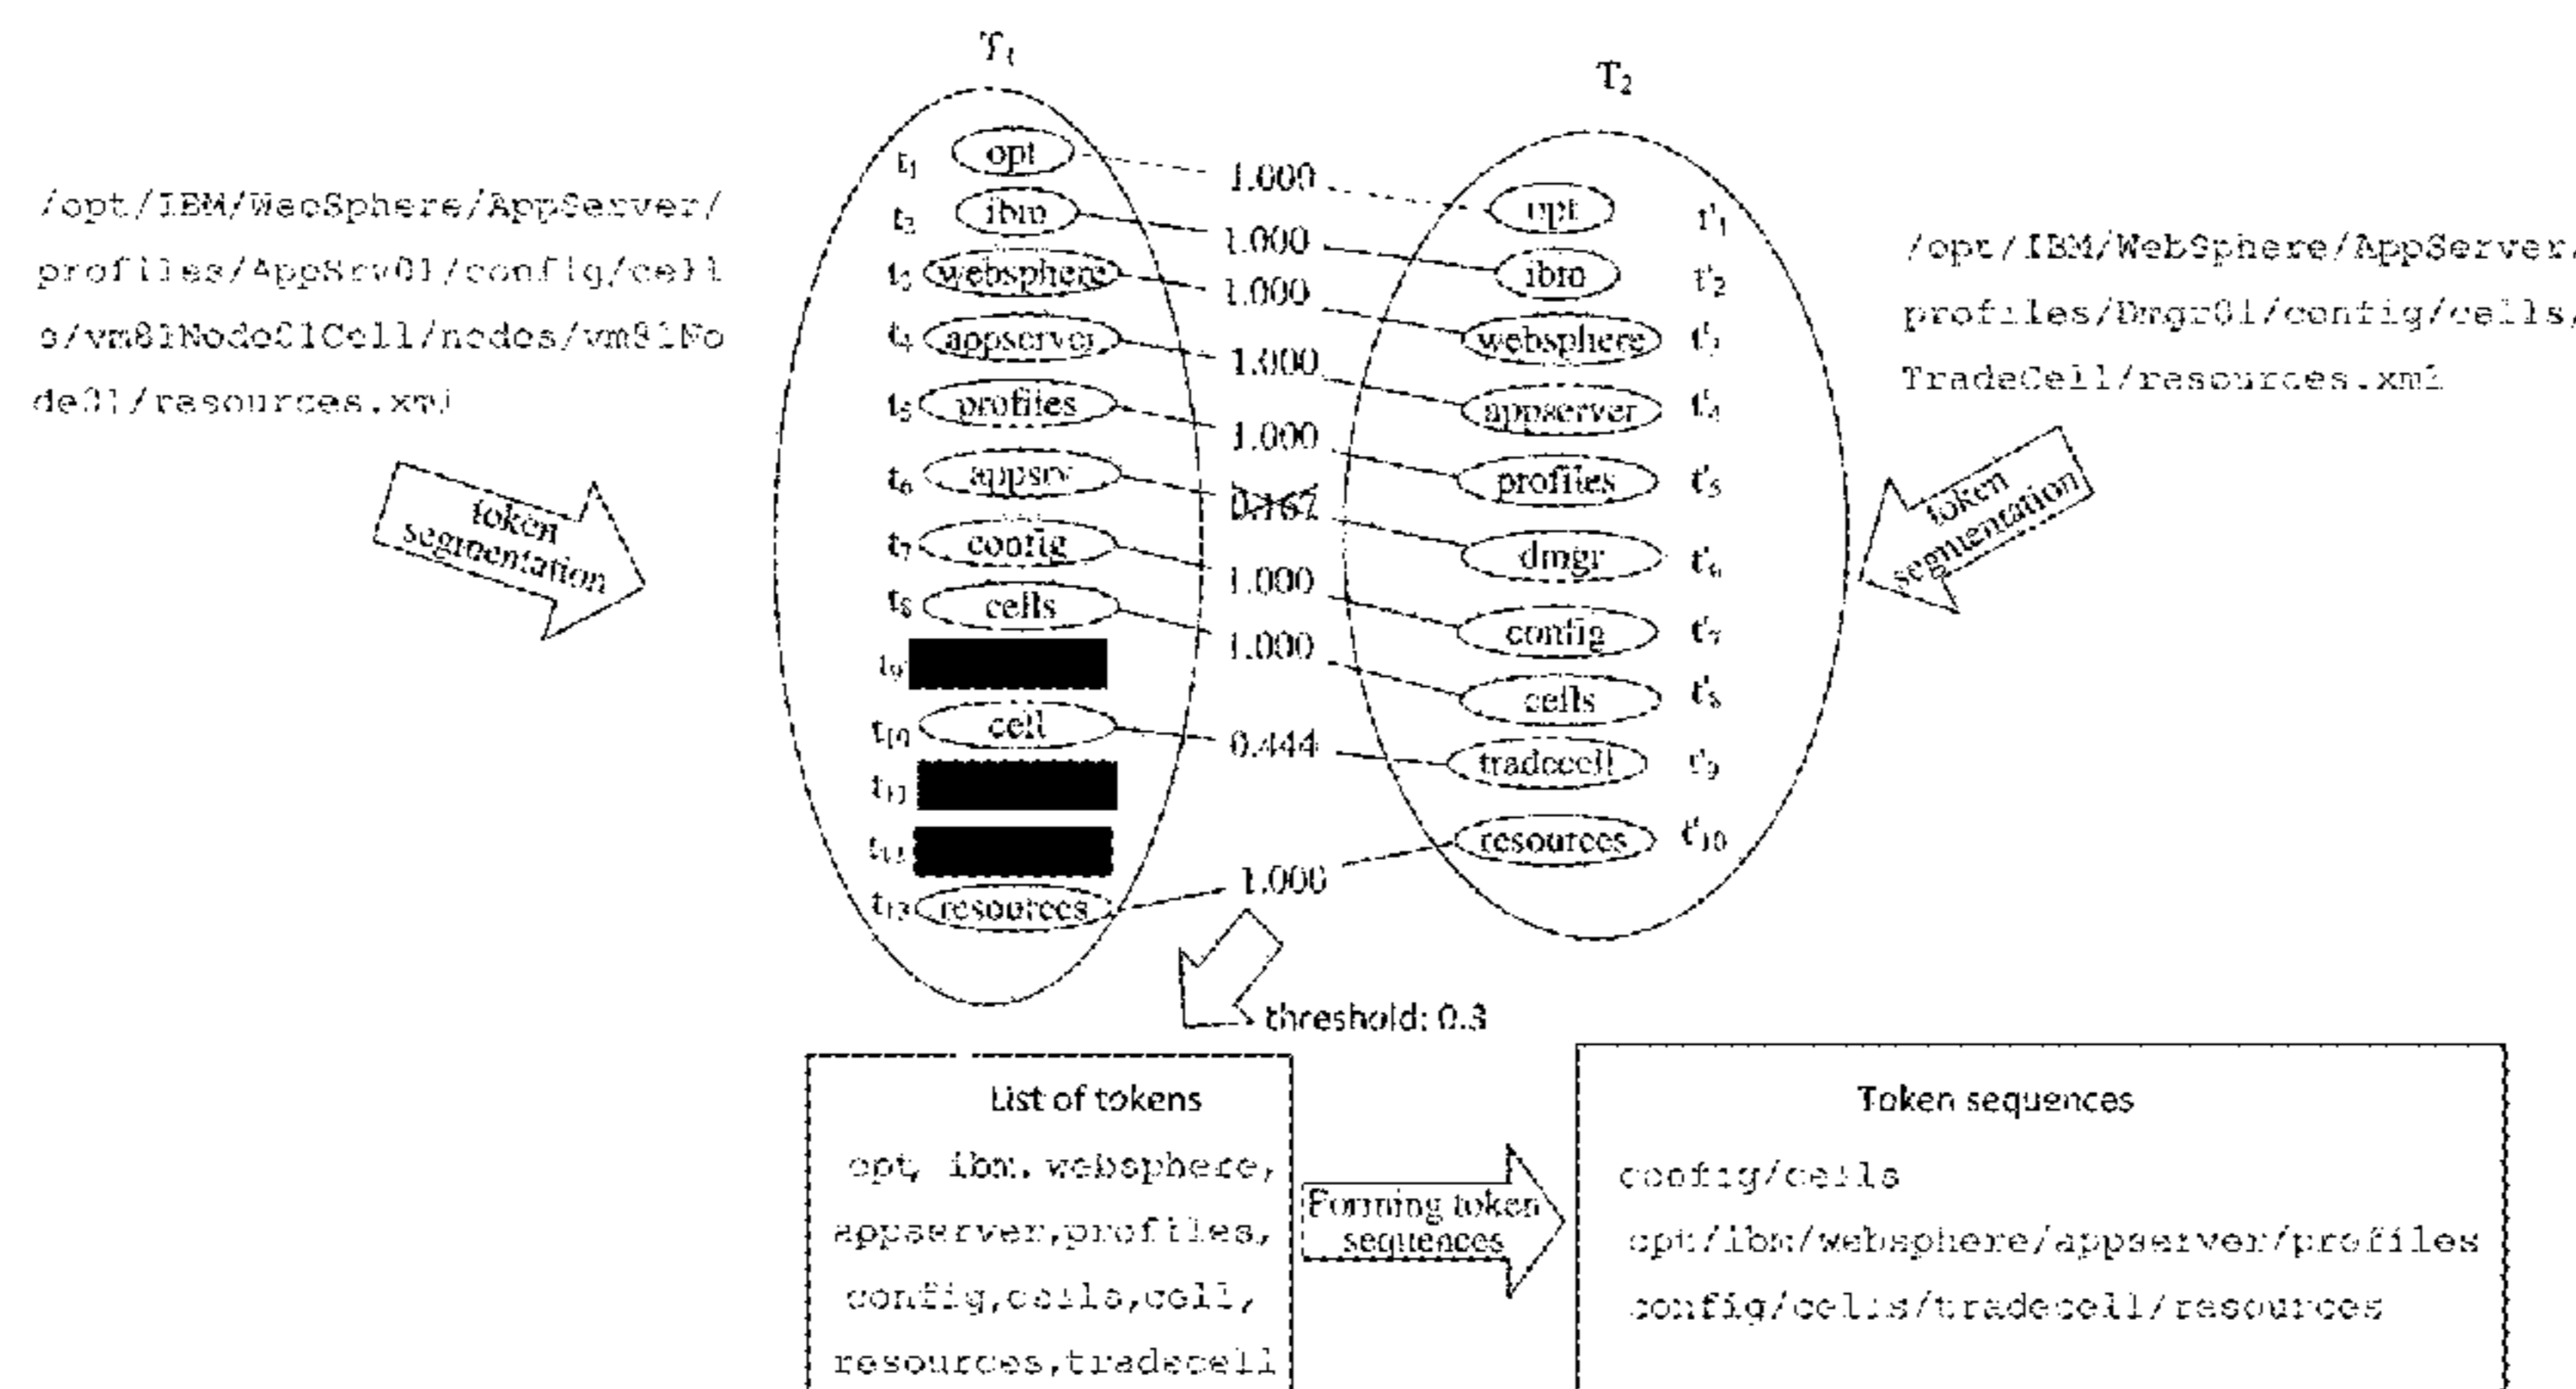 T₁
T₂
/opt/IBM/WebSphere/AppServer/
profiles/AppSrv01/config/cell
s/vm81Node01Cell/nodes/vm81No
de01/resources.xml
/opt/IBM/WebSphere/AppServer/
profiles/Dmgr01/config/cells/
TradeCell/resources.xml
token
segmentation
token
segmentation
t₁ opt 1.000 opt t'₁
t₂ ibm 1.000 ibm t'₂
t₃ websphere 1.000 websphere t'₃
t₄ appserver 1.000 appserver t'₄
t₅ profiles 1.000 profiles t'₅
t₆ appsrv 0.167 dmgr t'₆
t₇ config 1.000 config t'₇
t₈ cells 1.000 cells t'₈
t₉
t₁₀ cell 0.444 tradecell t'₉
t₁₁
t₁₂
t₁₃ resources 1.000 resources t'₁₀
threshold: 0.3
List of tokens
opt, ibm, websphere,
appserver,profiles,
config,cells,cell,
resources,tradecell
Forming token
sequences
Token sequences
config/cells
opt/ibm/websphere/appserver/profiles
config/cells/tradecell/resources